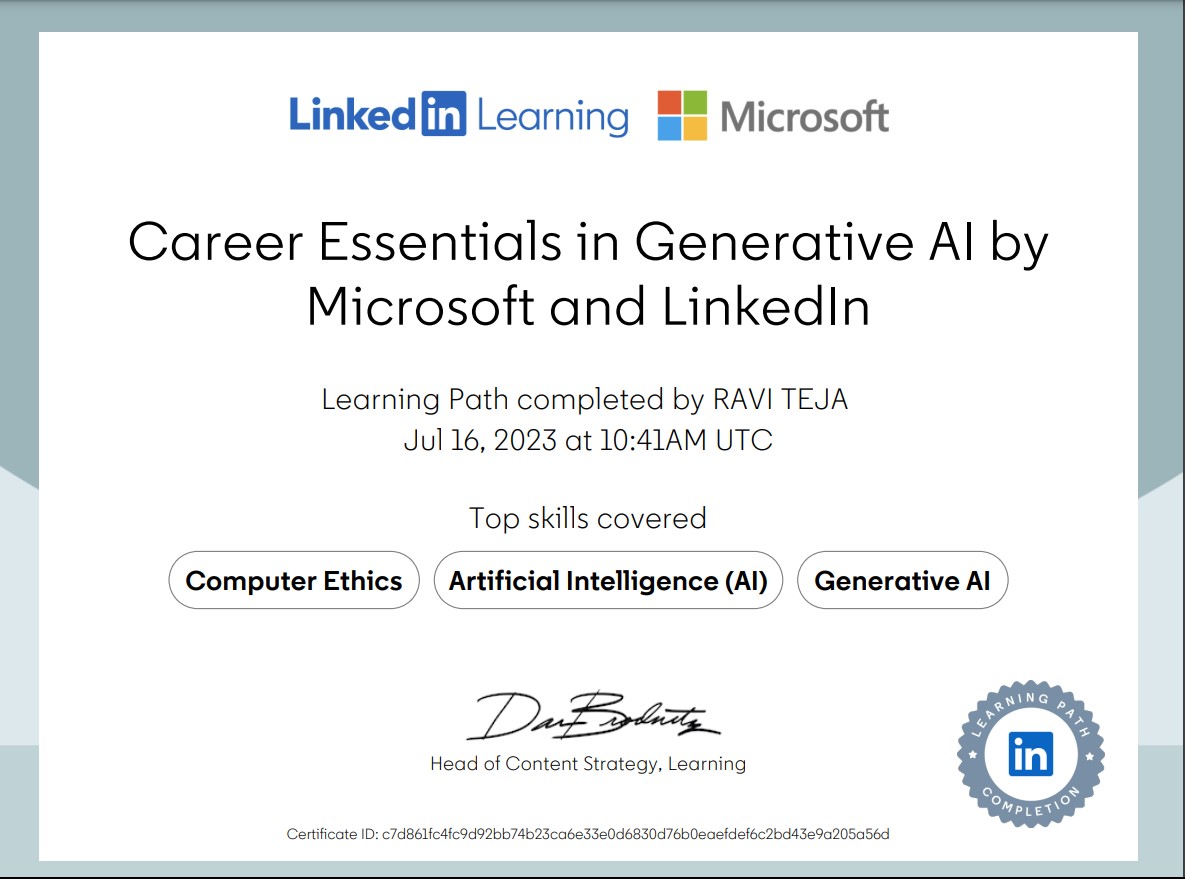 LinkedIn Learning Microsoft
Career Essentials in Generative AI by
Microsoft and LinkedIn
Learning Path completed by RAVI TEJA
Jul 16, 2023 at 10:41AM UTC
Top skills covered
Computer Ethics Artificial Intelligence (AI) Generative AI
Dan Brodnitz
Head of Content Strategy, Learning
LEARNING PATH
in
COMPLETION
Certificate ID: c7d861fc4fc9d92bb74b23ca6e33e0d6830d76b0eaefdef6c2bd43e9a205a56d